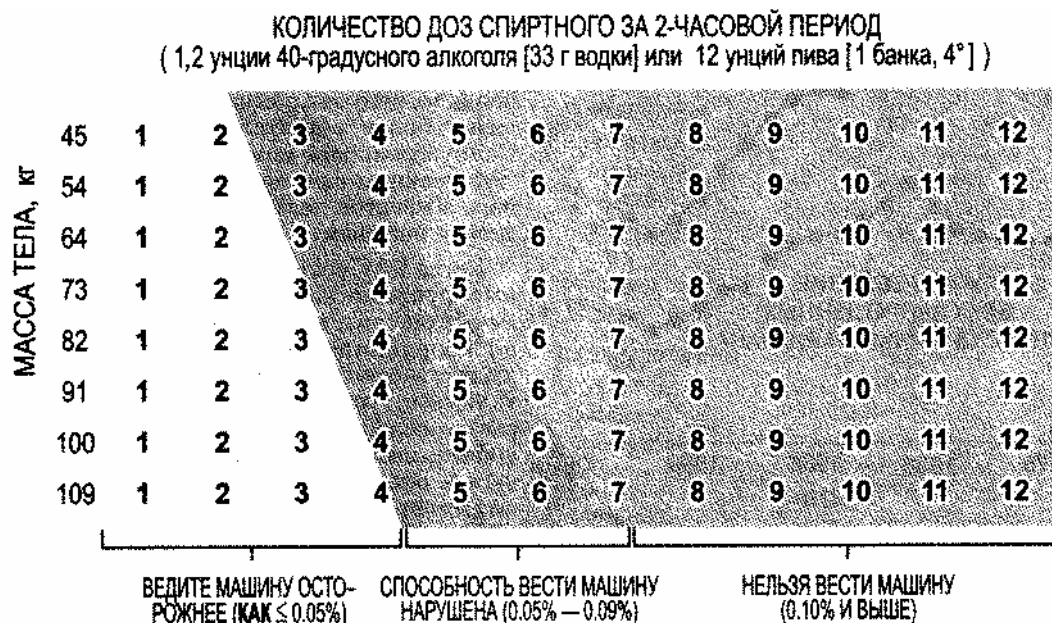 КОЛИЧЕСТВО ДОЗ СПИРТНОГО ЗА 2-ЧАСОВОЙ ПЕРИОД
( 1,2 унции 40-градусного алкоголя [33 г водки] или 12 унций пива [1 банка, 4°] )
МАССА ТЕЛА, кг
45 1 2 3 4 5 6 7 8 9 10 11 12
54 1 2 3 4 5 6 7 8 9 10 11 12
64 1 2 3 4 5 6 7 8 9 10 11 12
73 1 2 3 4 5 6 7 8 9 10 11 12
82 1 2 3 4 5 6 7 8 9 10 11 12
91 1 2 3 4 5 6 7 8 9 10 11 12
100 1 2 3 4 5 6 7 8 9 10 11 12
109 1 2 3 4 5 6 7 8 9 10 11 12
ВЕДИТЕ МАШИНУ ОСТО-
РОЖНЕЕ (КАК ≤ 0.05%)
СПОСОБНОСТЬ ВЕСТИ МАШИНУ
НАРУШЕНА (0.05% — 0.09%)
НЕЛЬЗЯ ВЕСТИ МАШИНУ
(0.10% И ВЫШЕ)